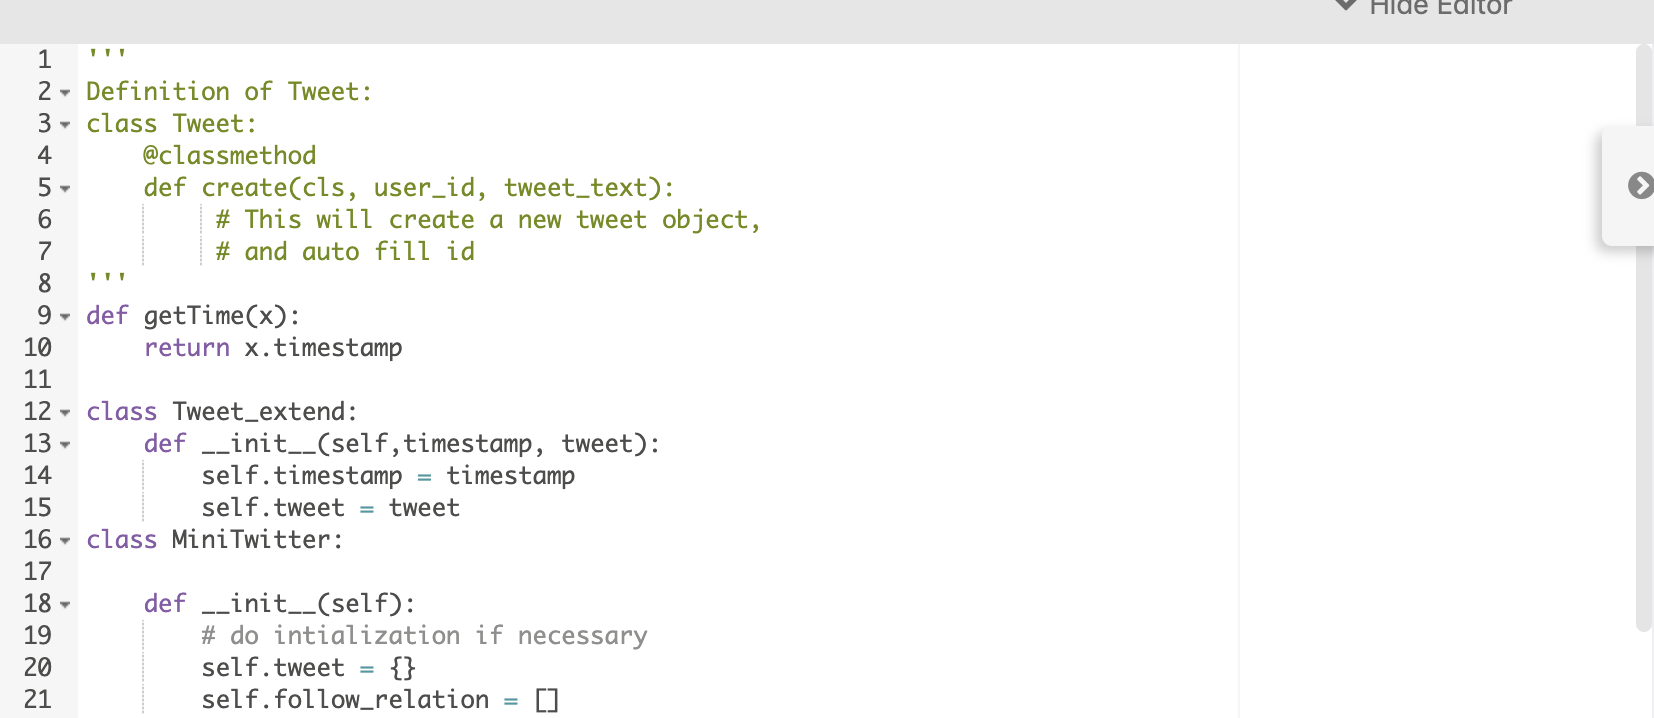 Hide Editor
1 '''
2 Definition of Tweet:
3 class Tweet:
4     @classmethod
5     def create(cls, user_id, tweet_text):
6          # This will create a new tweet object,
7          # and auto fill id
8 '''
9 def getTime(x):
10     return x.timestamp
11
12 class Tweet_extend:
13     def __init__(self,timestamp, tweet):
14         self.timestamp = timestamp
15         self.tweet = tweet
16 class MiniTwitter:
17
18     def __init__(self):
19         # do intialization if necessary
20         self.tweet = {}
21         self.follow_relation = []